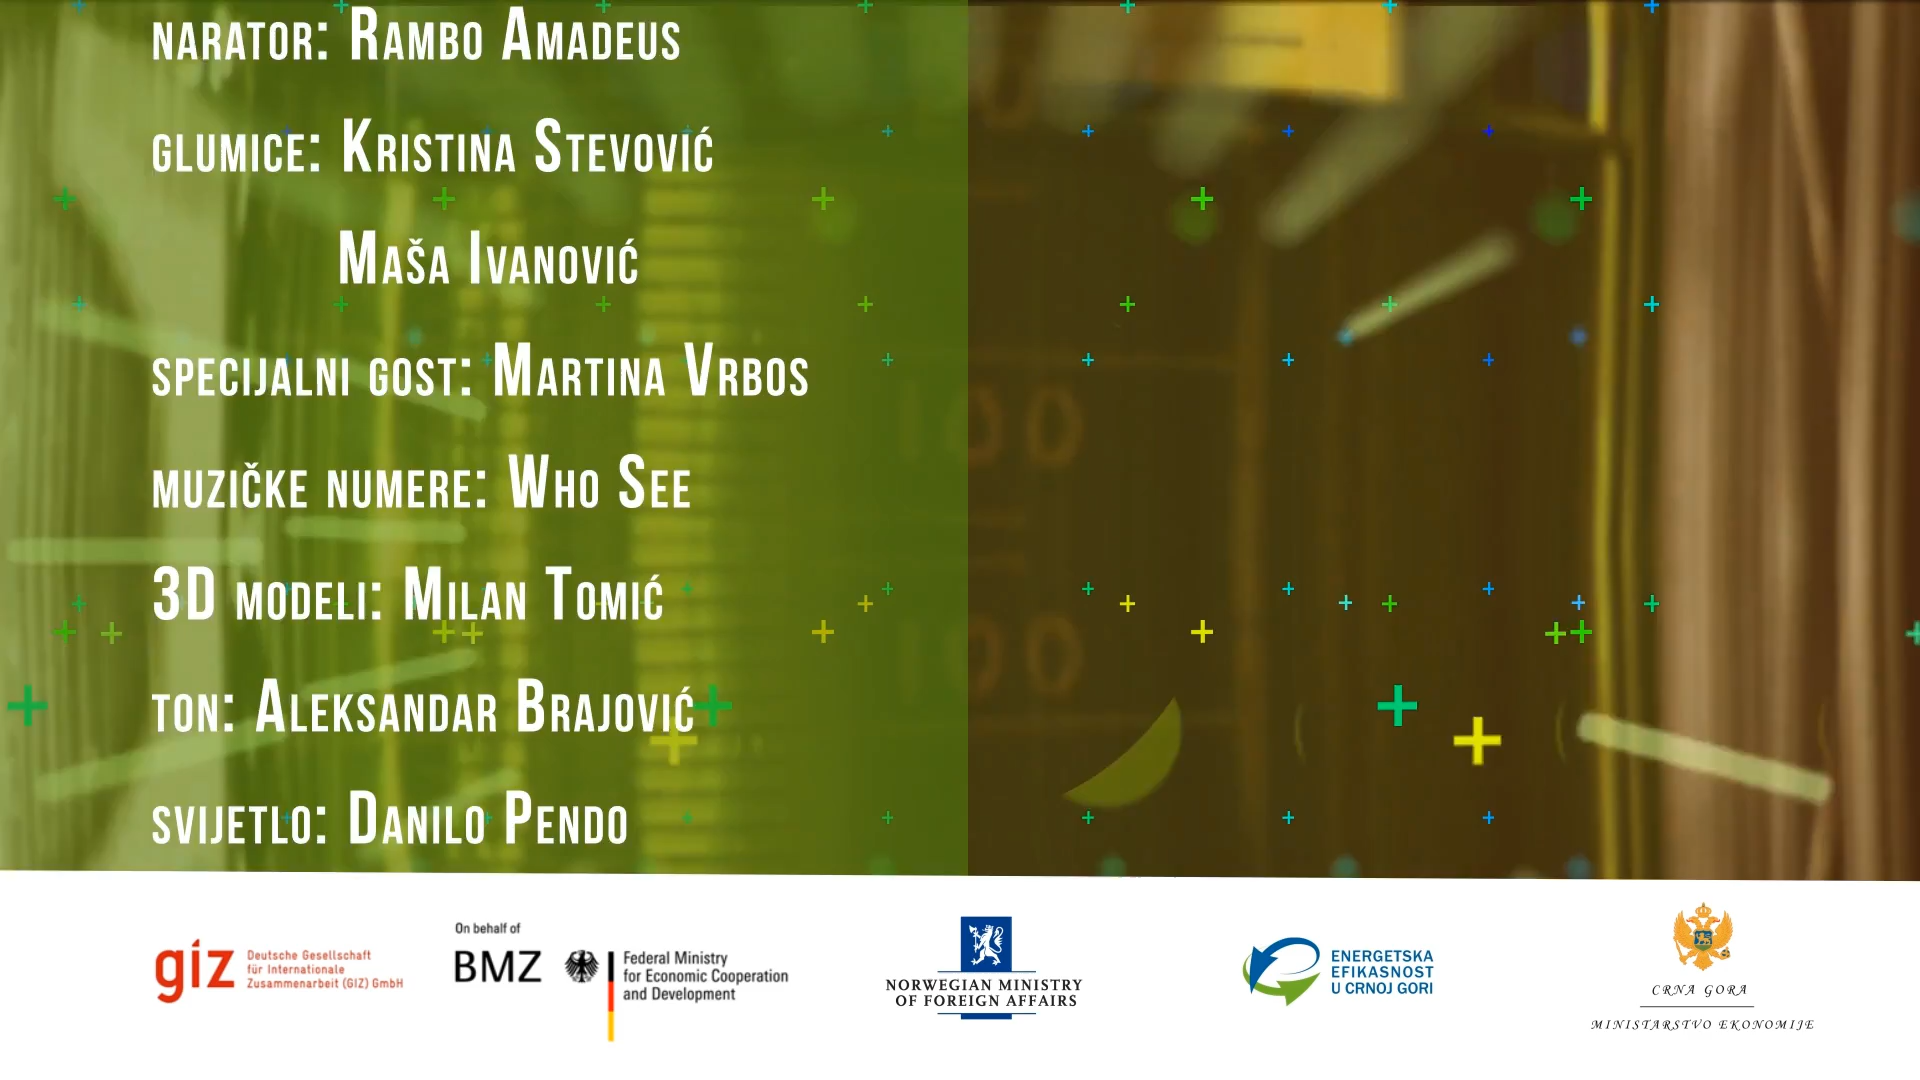 NARATOR: RAMBO AMADEUS
GLUMICE: KRISTINA STEVOVIĆ
MAŠA IVANOVIĆ
SPECIJALNI GOST: MARTINA VRBOS
MUZIČKE NUMERE: WHO SEE
3D MODELI: MILAN TOMIĆ
TON: ALEKSANDAR BRAJOVIĆ
SVIJETLO: DANILO PENDO
100
100
giz Deutsche Gesellschaft
für Internationale
Zusammenarbeit (GIZ) GmbH
On behalf of
BMZ
Federal Ministry
for Economic Cooperation
and Development
NORWEGIAN MINISTRY
OF FOREIGN AFFAIRS
ENERGETSKA
EFIKASNOST
U CRNOJ GORI
CRNA GORA
MINISTARSTVO EKONOMIJE